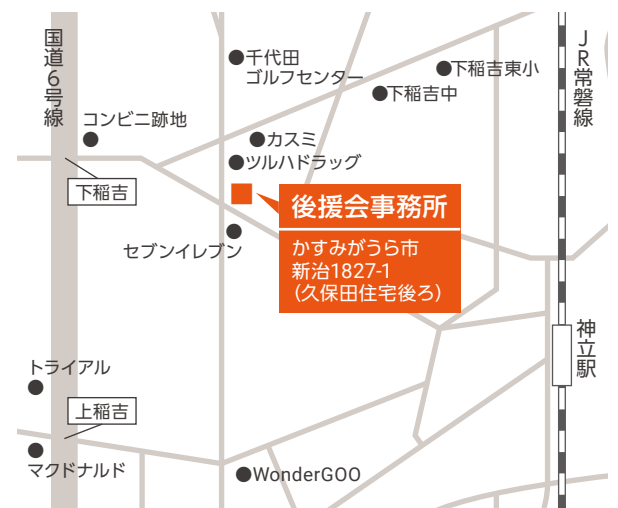 国道6号線
千代田
ゴルフセンター
下稲吉東小
下稲吉中
JR常磐線
コンビニ跡地
カスミ
ツルハドラッグ
下稲吉
後援会事務所
かすみがうら市
新治1827-1
（久保田住宅後ろ）
セブンイレブン
神立駅
トライアル
上稲吉
マクドナルド
WonderGOO